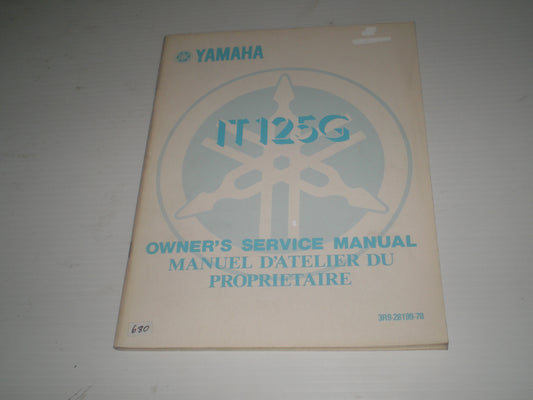 YAMAHA
IT125G
OWNER'S SERVICE MANUAL
MANUEL D'ATELIER DU
PROPRIETAIRE
3R9-28199-70
680